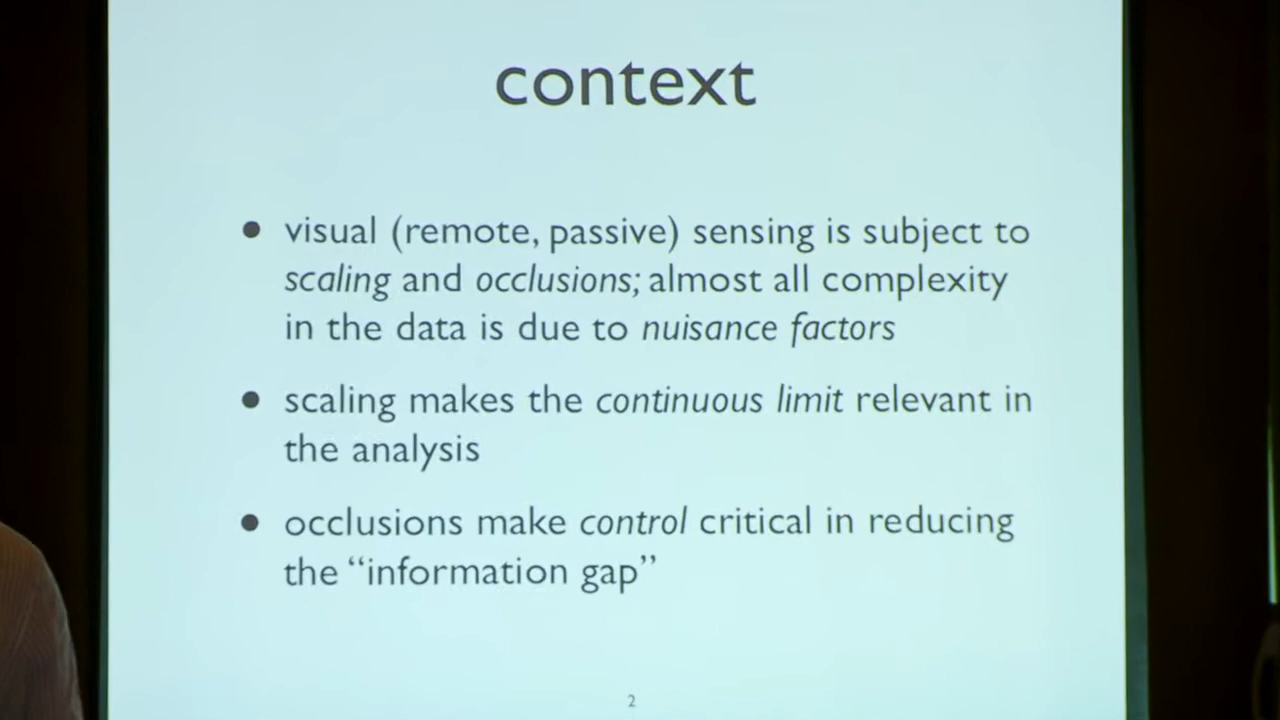 context
• visual (remote, passive) sensing is subject to
scaling and occlusions; almost all complexity
in the data is due to nuisance factors
• scaling makes the continuous limit relevant in
the analysis
• occlusions make control critical in reducing
the “information gap”
2